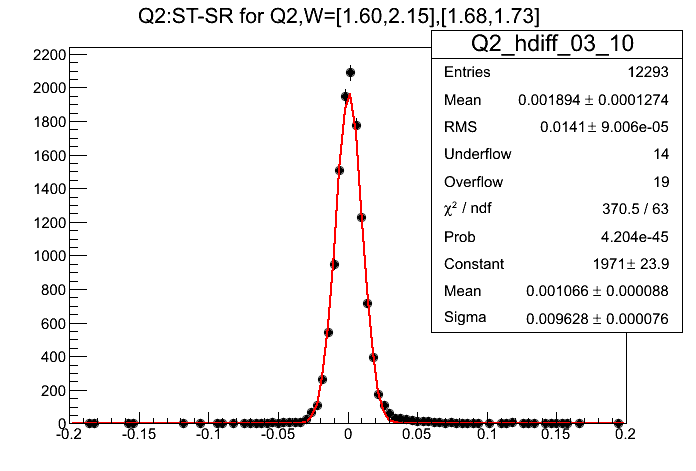 Q2:ST-SR for Q2,W=[1.60,2.15],[1.68,1.73]
Q2_hdiff_03_10
Entries 12293
Mean 0.001894 ± 0.0001274
RMS 0.0141 ± 9.006e-05
Underflow 14
Overflow 19
χ² / ndf 370.5 / 63
Prob 4.204e-45
Constant 1971 ± 23.9
Mean 0.001066 ± 0.000088
Sigma 0.009628 ± 0.000076
2200
2000
1800
1600
1400
1200
1000
800
600
400
200
0
-0.2 -0.15 -0.1 -0.05 0 0.05 0.1 0.15 0.2